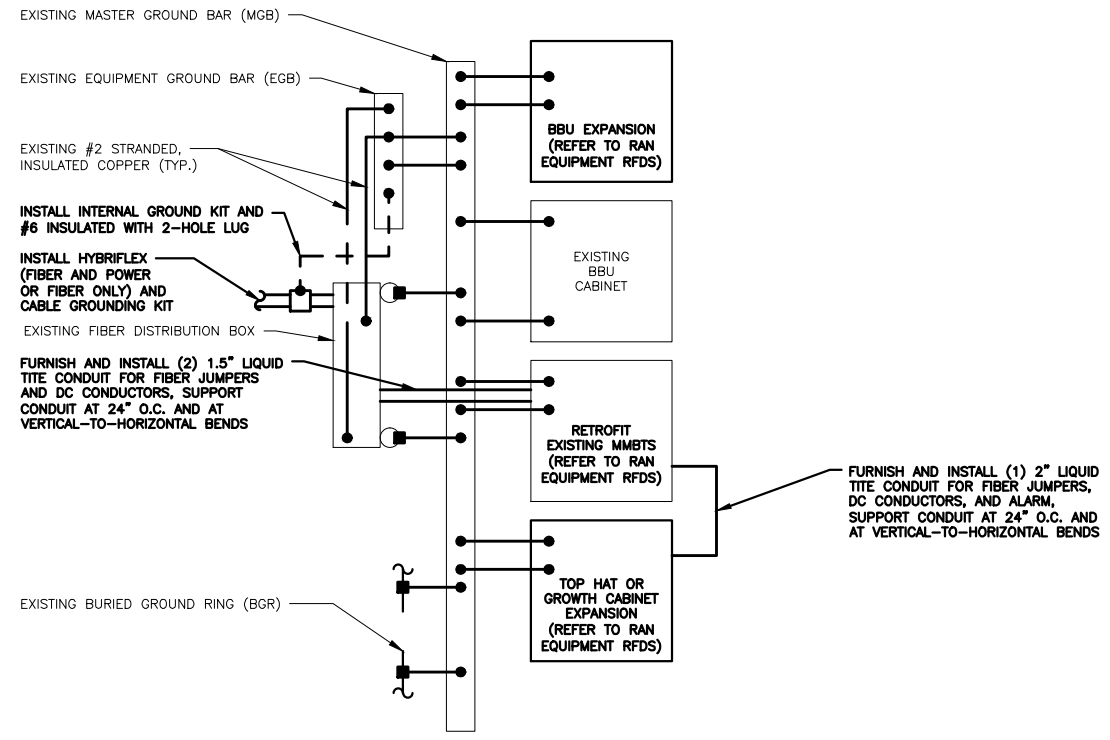 EXISTING MASTER GROUND BAR (MGB)
EXISTING EQUIPMENT GROUND BAR (EGB)
EXISTING #2 STRANDED,
INSULATED COPPER (TYP.)
INSTALL INTERNAL GROUND KIT AND
#6 INSULATED WITH 2-HOLE LUG
INSTALL HYBRIFLEX
(FIBER AND POWER
OR FIBER ONLY) AND
CABLE GROUNDING KIT
EXISTING FIBER DISTRIBUTION BOX
FURNISH AND INSTALL (2) 1.5" LIQUID
TITE CONDUIT FOR FIBER JUMPERS
AND DC CONDUCTORS, SUPPORT
CONDUIT AT 24" O.C. AND AT
VERTICAL-TO-HORIZONTAL BENDS
EXISTING BURIED GROUND RING (BGR)
BBU EXPANSION
(REFER TO RAN
EQUIPMENT RFDS)
EXISTING
BBU
CABINET
RETROFIT
EXISTING MMBTS
(REFER TO RAN
EQUIPMENT RFDS)
TOP HAT OR
GROWTH CABINET
EXPANSION
(REFER TO RAN
EQUIPMENT RFDS)
FURNISH AND INSTALL (1) 2" LIQUID
TITE CONDUIT FOR FIBER JUMPERS,
DC CONDUCTORS, AND ALARM,
SUPPORT CONDUIT AT 24" O.C. AND
AT VERTICAL-TO-HORIZONTAL BENDS